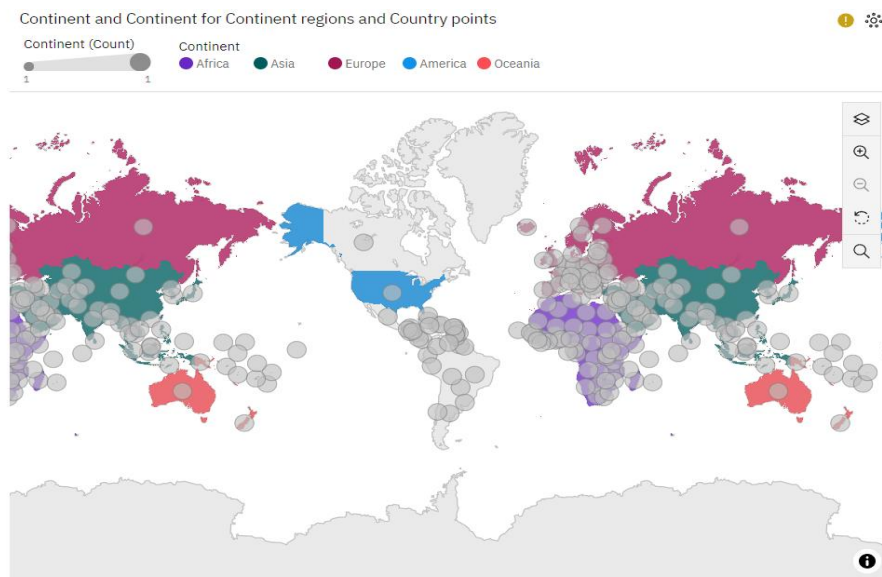 Continent and Continent for Continent regions and Country points
Continent (Count)
1 1
Continent
Africa Asia Europe America Oceania